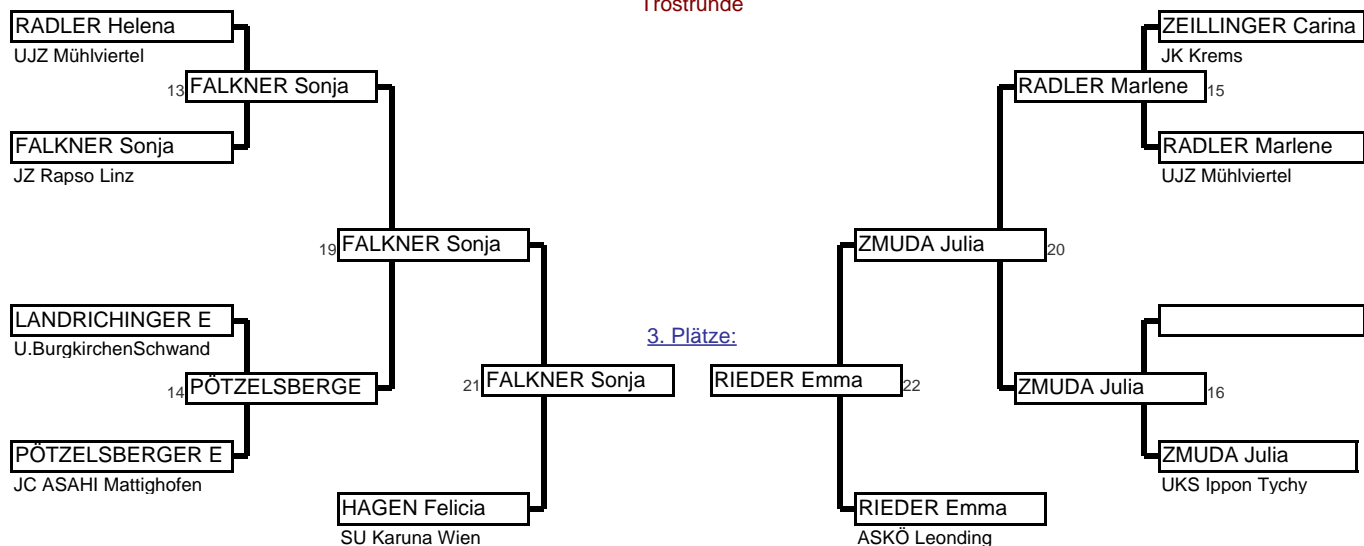 Trostrunde
RADLER Helena
ZEILLINGER Carina
UJZ Mühlviertel
JK Krems
13 FALKNER Sonja
RADLER Marlene 15
FALKNER Sonja
RADLER Marlene
JZ Rapso Linz
UJZ Mühlviertel
19 FALKNER Sonja
ZMUDA Julia 20
LANDRICHINGER E
U.BurgkirchenSchwand
3. Plätze:
14 PÖTZELSBERGE
21 FALKNER Sonja
RIEDER Emma 22
ZMUDA Julia 16
PÖTZELSBERGER E
ZMUDA Julia
JC ASAHI Mattighofen
UKS Ippon Tychy
HAGEN Felicia
RIEDER Emma
SU Karuna Wien
ASKÖ Leonding